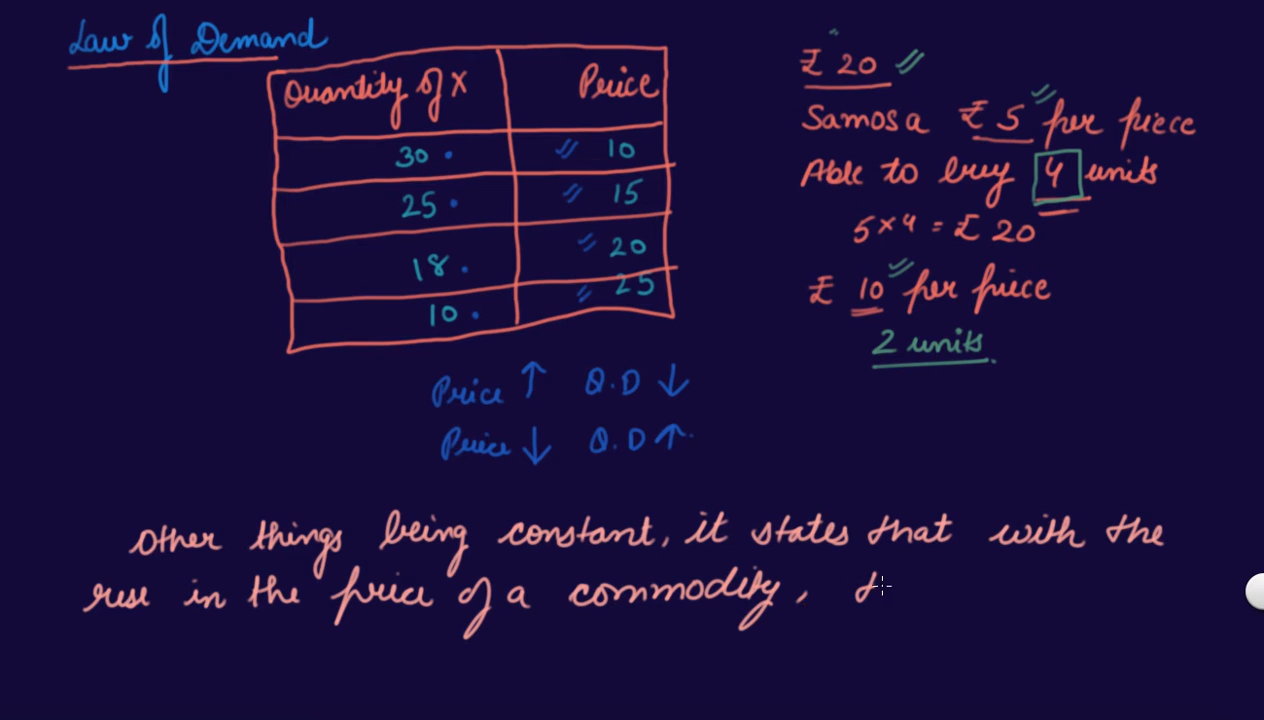 Law of Demand
Quantity of X Price
30 10
25 15
18 20
10 25
Price ↑ Q.D ↓
Price ↓ Q.D ↑
₹ 20
Samosa ₹ 5 per piece
Able to buy 4 units
5 × 4 = ₹ 20
₹ 10 per piece
2 units.
Other things being constant, it states that with the
rise in the price of a commodity,